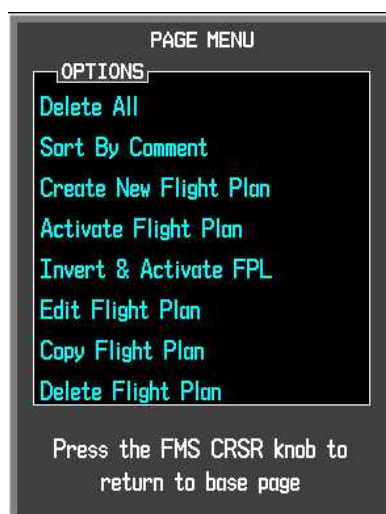 PAGE MENU
OPTIONS
Delete All
Sort By Comment
Create New Flight Plan
Activate Flight Plan
Invert & Activate FPL
Edit Flight Plan
Copy Flight Plan
Delete Flight Plan
Press the FMS CRSR knob to
return to base page